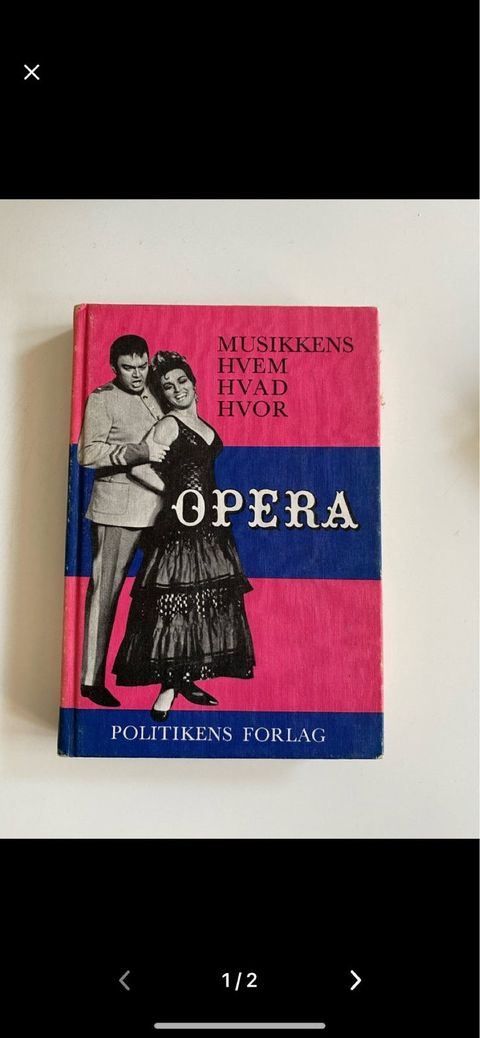 MUSIKKENS
HVEM
HVAD
HVOR
OPERA
POLITIKENS FORLAG
1/2